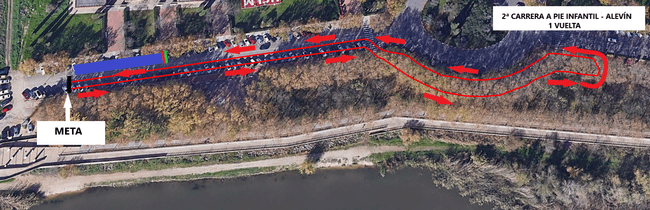 2ª CARRERA A PIE INFANTIL - ALEVÍN
1 VUELTA
META